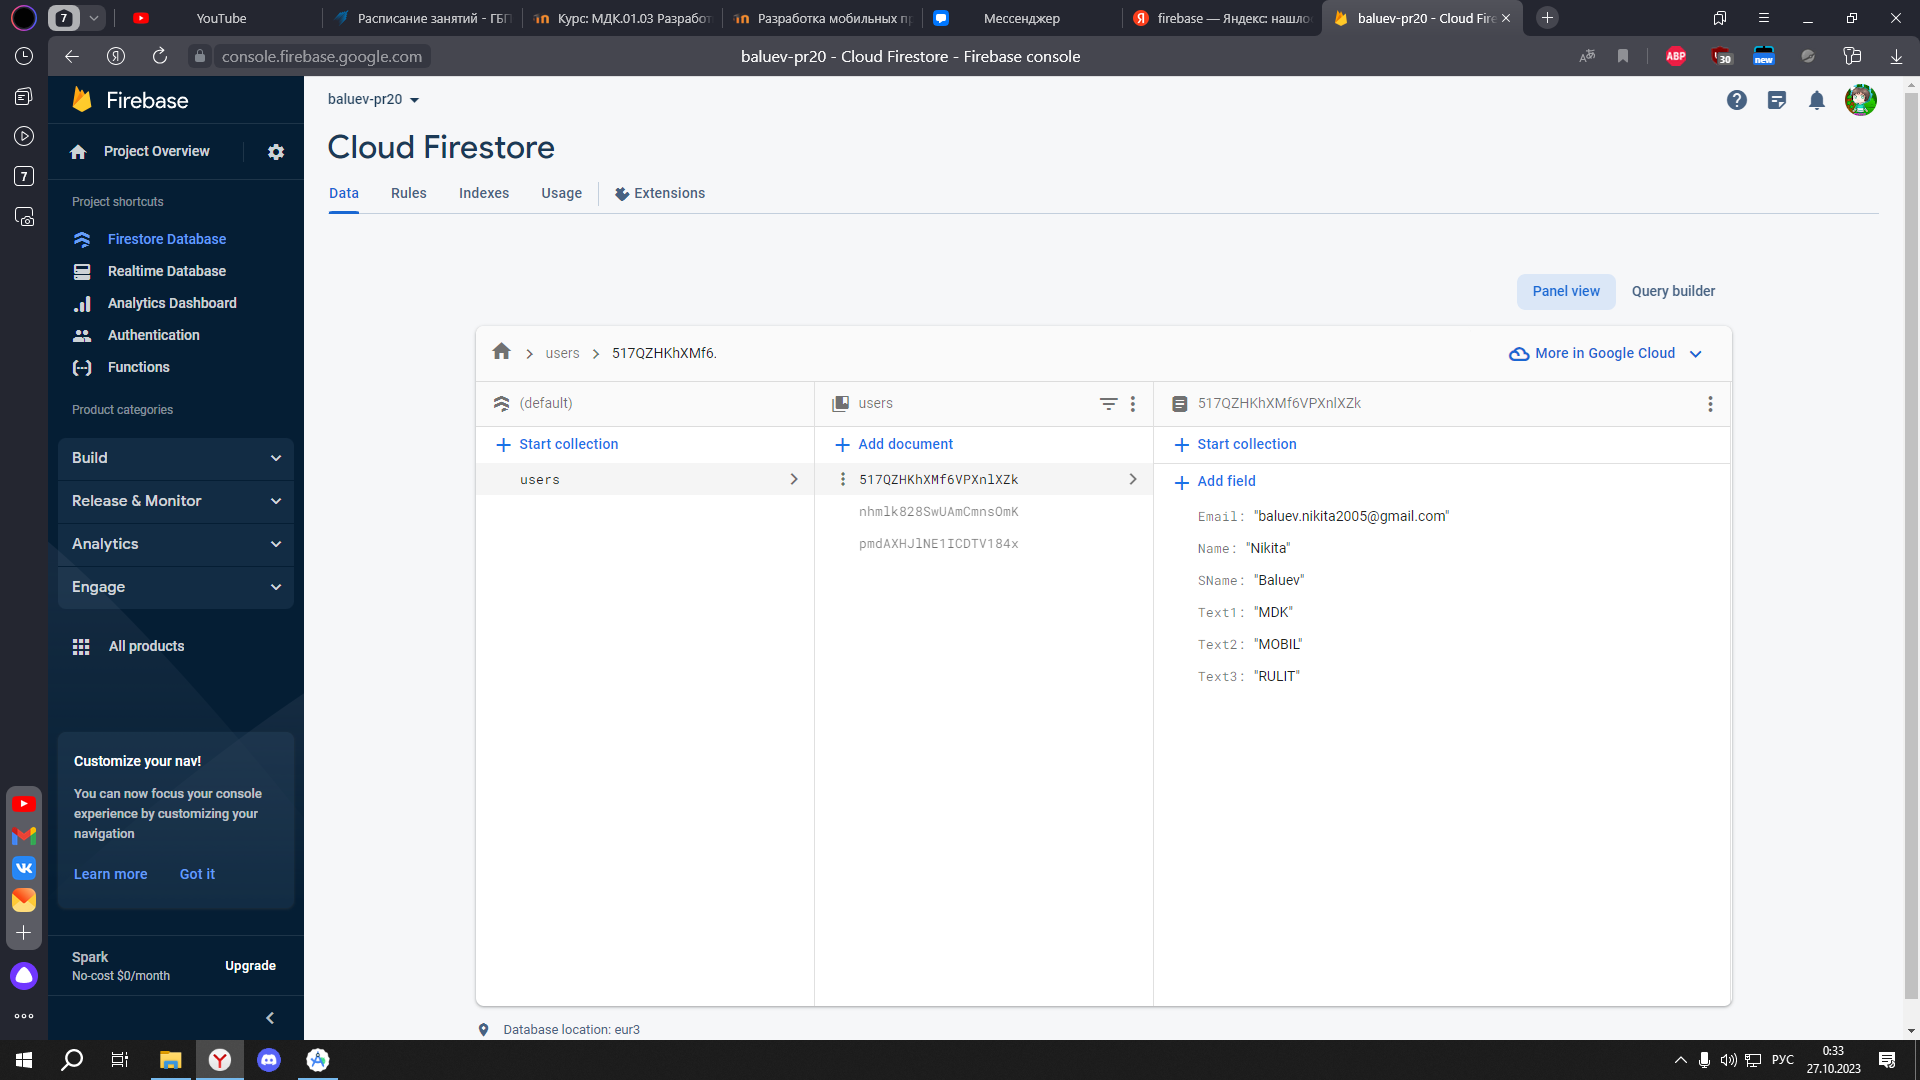 7
YouTube
Расписание занятий - ГБП
Курс: МДК.01.03 Разработ
Разработка мобильных пр
Мессенджер
firebase — Яндекс: нашлос
baluev-pr20 - Cloud Fire
console.firebase.google.com
baluev-pr20 - Cloud Firestore - Firebase console
ABP
30
new
7
Firebase
Project Overview
Project shortcuts
Firestore Database
Realtime Database
Analytics Dashboard
Authentication
Functions
Product categories
Build
Release & Monitor
Analytics
Engage
All products
Customize your nav!
You can now focus your console
experience by customizing your
navigation
Learn more
Got it
Spark
No-cost $0/month
Upgrade
baluev-pr20
Cloud Firestore
Data
Rules
Indexes
Usage
Extensions
Panel view
Query builder
users
517QZHKhXMf6.
More in Google Cloud
(default)
users
517QZHKhXMf6VPXnlXZk
Start collection
Add document
Start collection
users
517QZHKhXMf6VPXnlXZk
nhmlk828SwUAmCmnsOmK
pmdAXHJlNE1ICDTV184x
Add field
Email: "baluev.nikita2005@gmail.com"
Name: "Nikita"
SName: "Baluev"
Text1: "MDK"
Text2: "MOBIL"
Text3: "RULIT"
Database location: eur3
РУС
0:33
27.10.2023